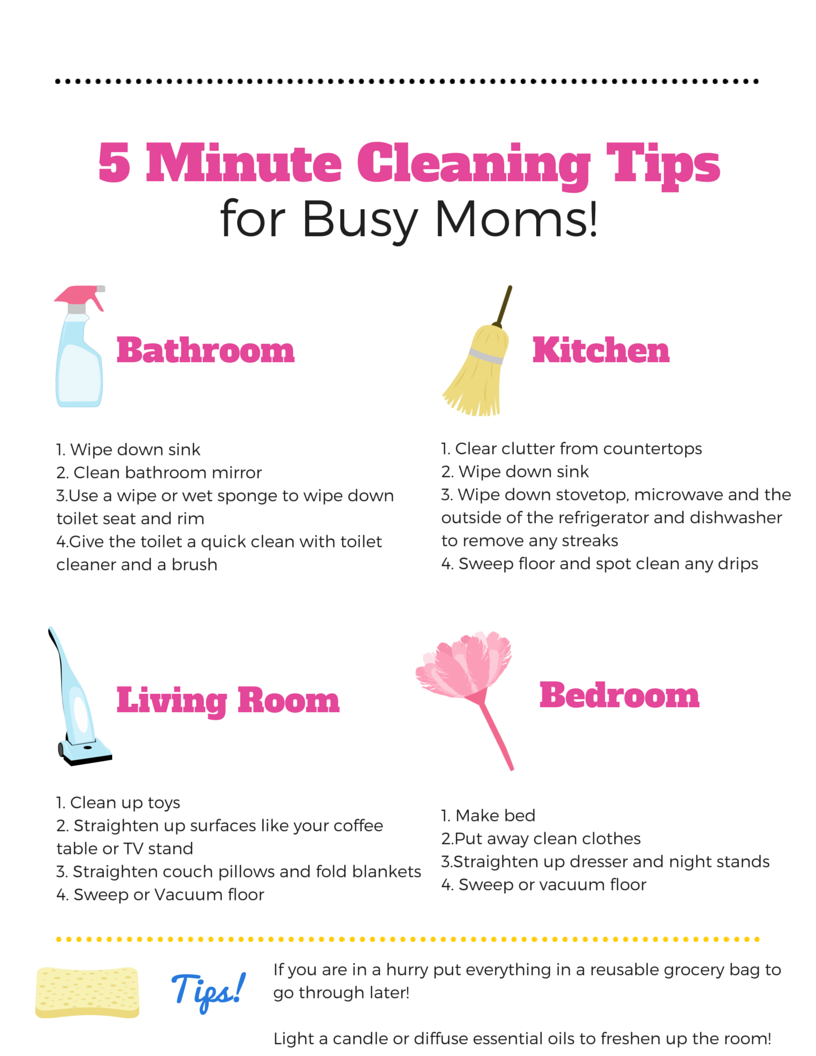 5 Minute Cleaning Tips
for Busy Moms!
Bathroom
1. Wipe down sink
2. Clean bathroom mirror
3.Use a wipe or wet sponge to wipe down
toilet seat and rim
4.Give the toilet a quick clean with toilet
cleaner and a brush
Kitchen
1. Clear clutter from countertops
2. Wipe down sink
3. Wipe down stovetop, microwave and the
outside of the refrigerator and dishwasher
to remove any streaks
4. Sweep floor and spot clean any drips
Living Room
1. Clean up toys
2. Straighten up surfaces like your coffee
table or TV stand
3. Straighten couch pillows and fold blankets
4. Sweep or Vacuum floor
Bedroom
1. Make bed
2.Put away clean clothes
3.Straighten up dresser and night stands
4. Sweep or vacuum floor
Tips!
If you are in a hurry put everything in a reusable grocery bag to
go through later!
Light a candle or diffuse essential oils to freshen up the room!